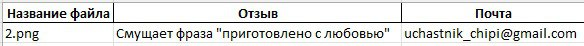 Название файла Отзыв Почта
2.png Смущает фраза "приготовлено с любовью" uchastnik_chipi@gmail.com